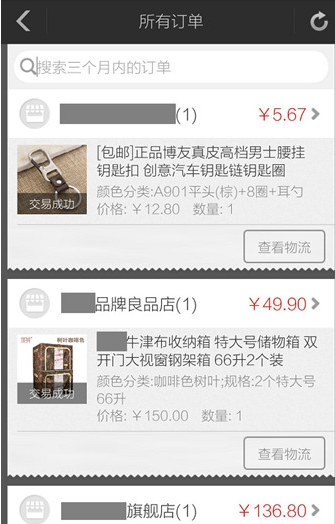 所有订单
搜索三个月内的订单
(1) ￥5.67
[包邮]正品博友真皮高档男士腰挂
钥匙扣 创意汽车钥匙链钥匙圈
颜色分类:A901平头(棕)+8圈+耳勺
交易成功
价格: ￥12.80 数量: 1
查看物流
品牌良品店(1) ￥49.90
牛津布收纳箱 特大号储物箱 双
开门大视窗钢架箱 66升2个装
树叶咖啡色
颜色分类:咖啡色树叶;规格:2个特大号
66升
交易成功
价格: ￥150.00 数量: 1
查看物流
旗舰店(1) ￥136.80